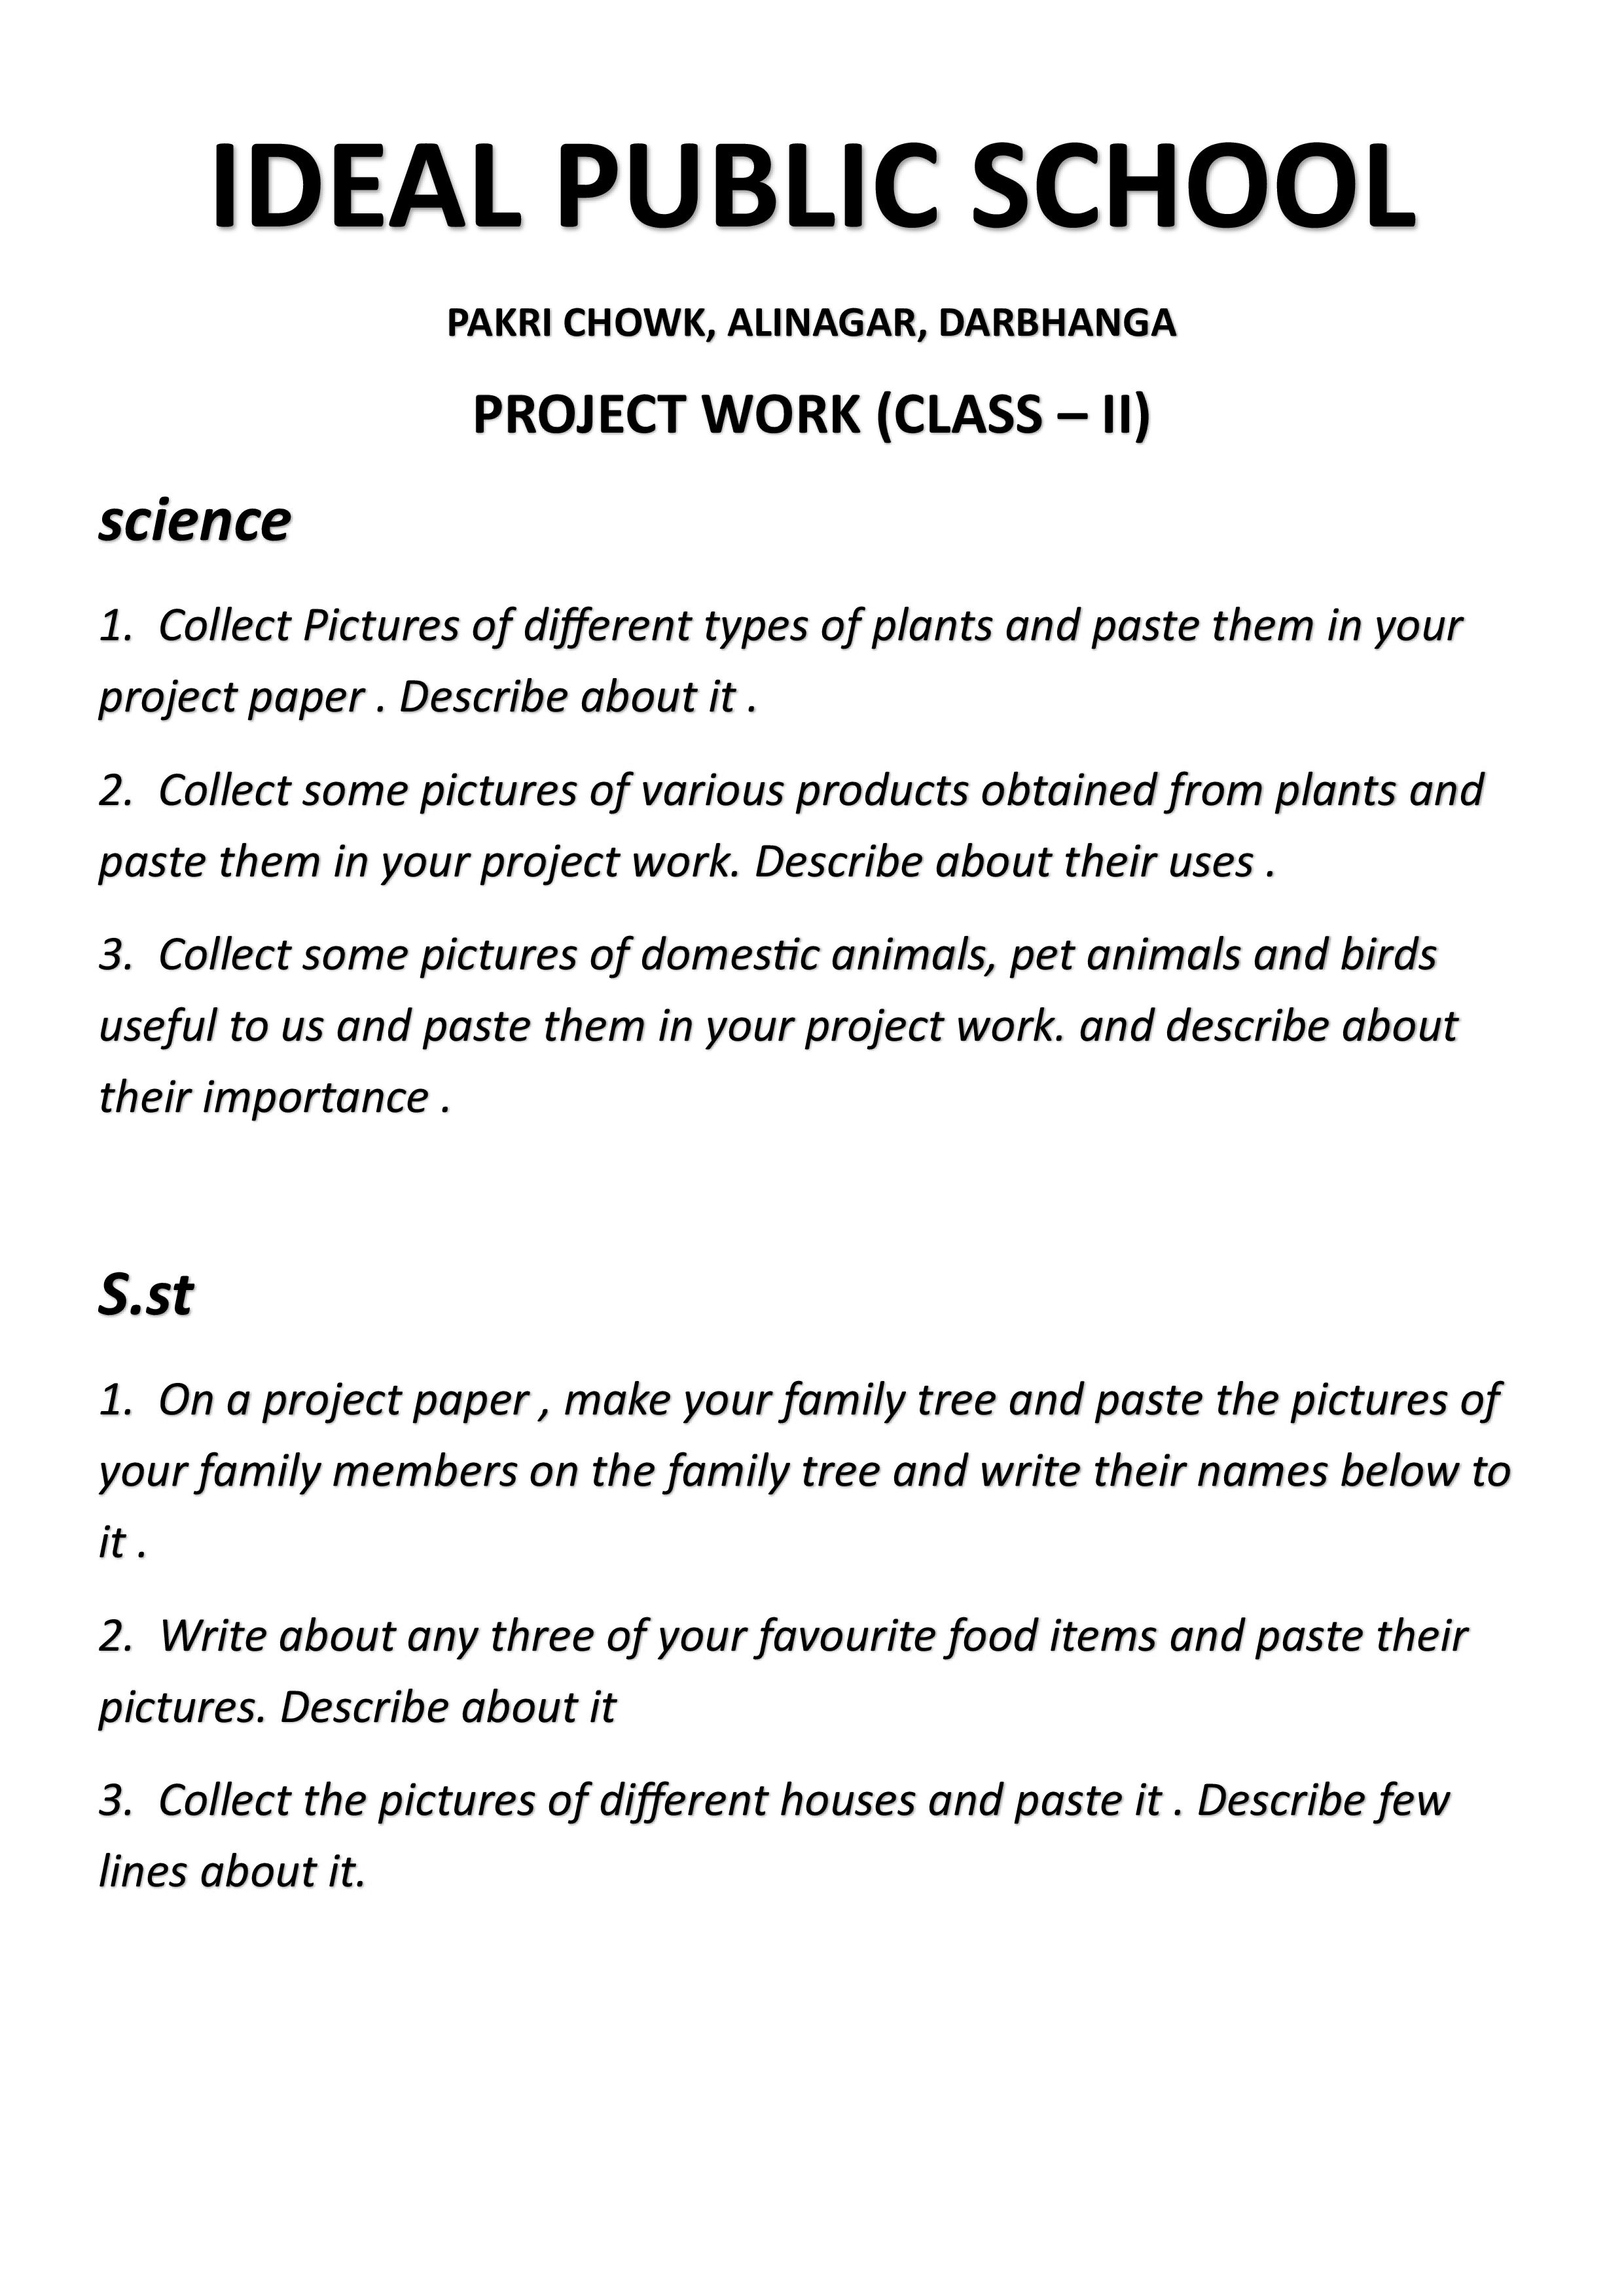 IDEAL PUBLIC SCHOOL
PAKRI CHOWK, ALINAGAR, DARBHANGA
PROJECT WORK (CLASS – II)
science
1. Collect Pictures of different types of plants and paste them in your
project paper . Describe about it .
2. Collect some pictures of various products obtained from plants and
paste them in your project work. Describe about their uses .
3. Collect some pictures of domestic animals, pet animals and birds
useful to us and paste them in your project work. and describe about
their importance .
S.st
1. On a project paper , make your family tree and paste the pictures of
your family members on the family tree and write their names below to
it .
2. Write about any three of your favourite food items and paste their
pictures. Describe about it
3. Collect the pictures of different houses and paste it . Describe few
lines about it.